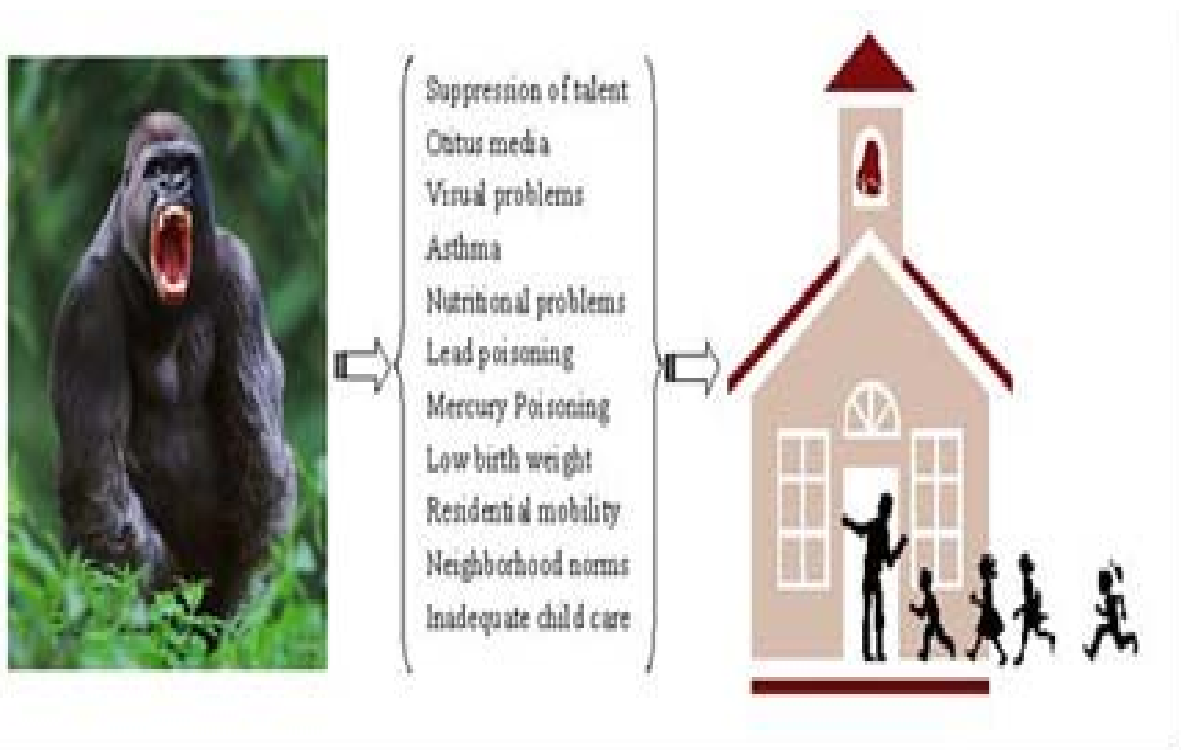 Suppression of talent
Otitus media
Visual problems
Asthma
Nutritional problems
Lead poisoning
Mercury Poisoning
Low birth weight
Residential mobility
Neighborhood norms
Inadequate child care